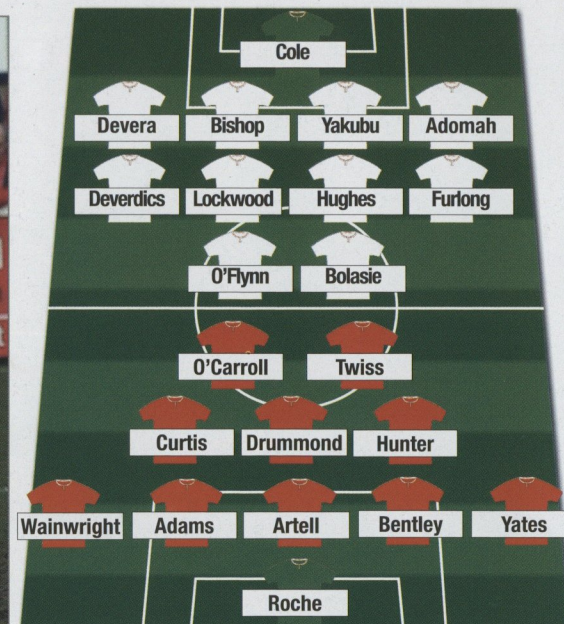 Cole
Devera Bishop Yakubu Adomah
Deverdics Lockwood Hughes Furlong
O'Flynn Bolasie
O'Carroll Twiss
Curtis Drummond Hunter
Wainwright Adams Artell Bentley Yates
Roche